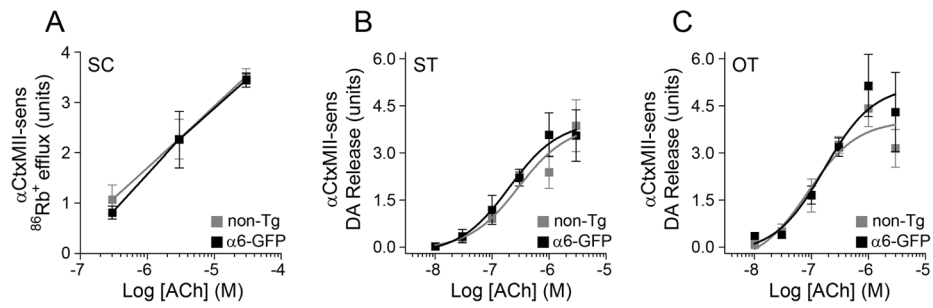 A
B
C
αCtxMII-sens
⁸⁶Rb⁺ efflux (units)
4
3
2
1
0
SC
non-Tg
α6-GFP
-7
-6
-5
-4
Log [ACh] (M)
αCtxMII-sens
DA Release (units)
6.0
4.5
3.0
1.5
0.0
ST
non-Tg
α6-GFP
-8
-7
-6
-5
Log [ACh] (M)
αCtxMII-sens
DA Release (units)
6.0
4.5
3.0
1.5
0.0
OT
non-Tg
α6-GFP
-8
-7
-6
-5
Log [ACh] (M)